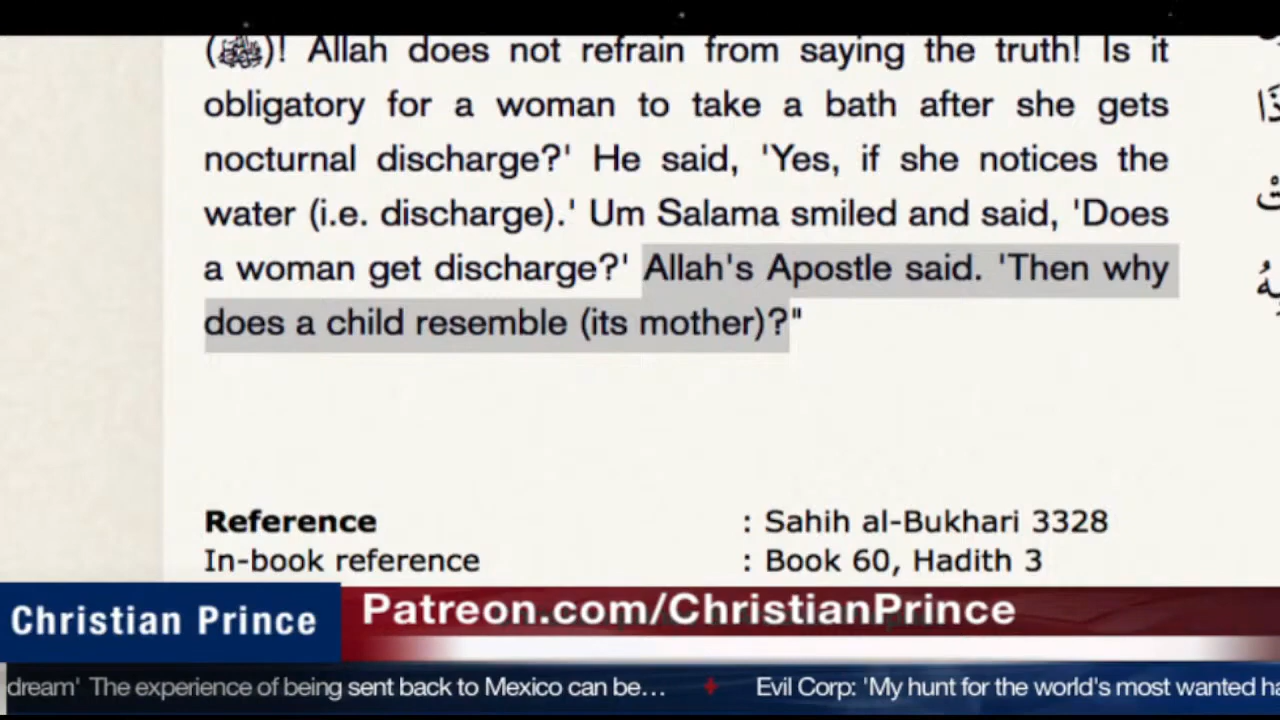 (ﷺ)! Allah does not refrain from saying the truth! Is it
obligatory for a woman to take a bath after she gets
nocturnal discharge?' He said, 'Yes, if she notices the
water (i.e. discharge).' Um Salama smiled and said, 'Does
a woman get discharge?' Allah's Apostle said. 'Then why
does a child resemble (its mother)?"
Reference : Sahih al-Bukhari 3328
In-book reference : Book 60, Hadith 3
Christian Prince
Patreon.com/ChristianPrince
dream' The experience of being sent back to Mexico can be... Evil Corp: 'My hunt for the world's most wanted